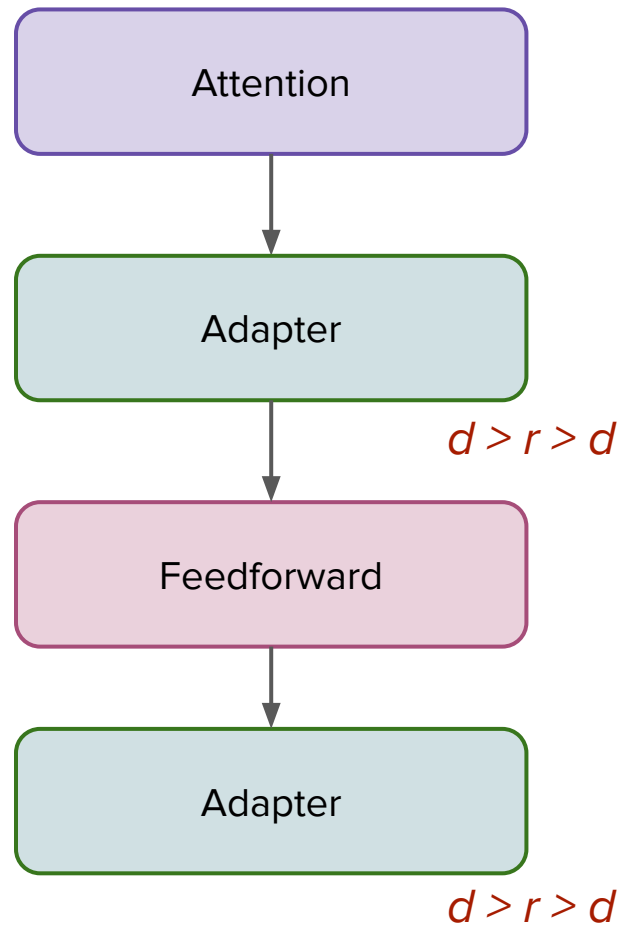 Attention
Adapter
d > r > d
Feedforward
Adapter
d > r > d